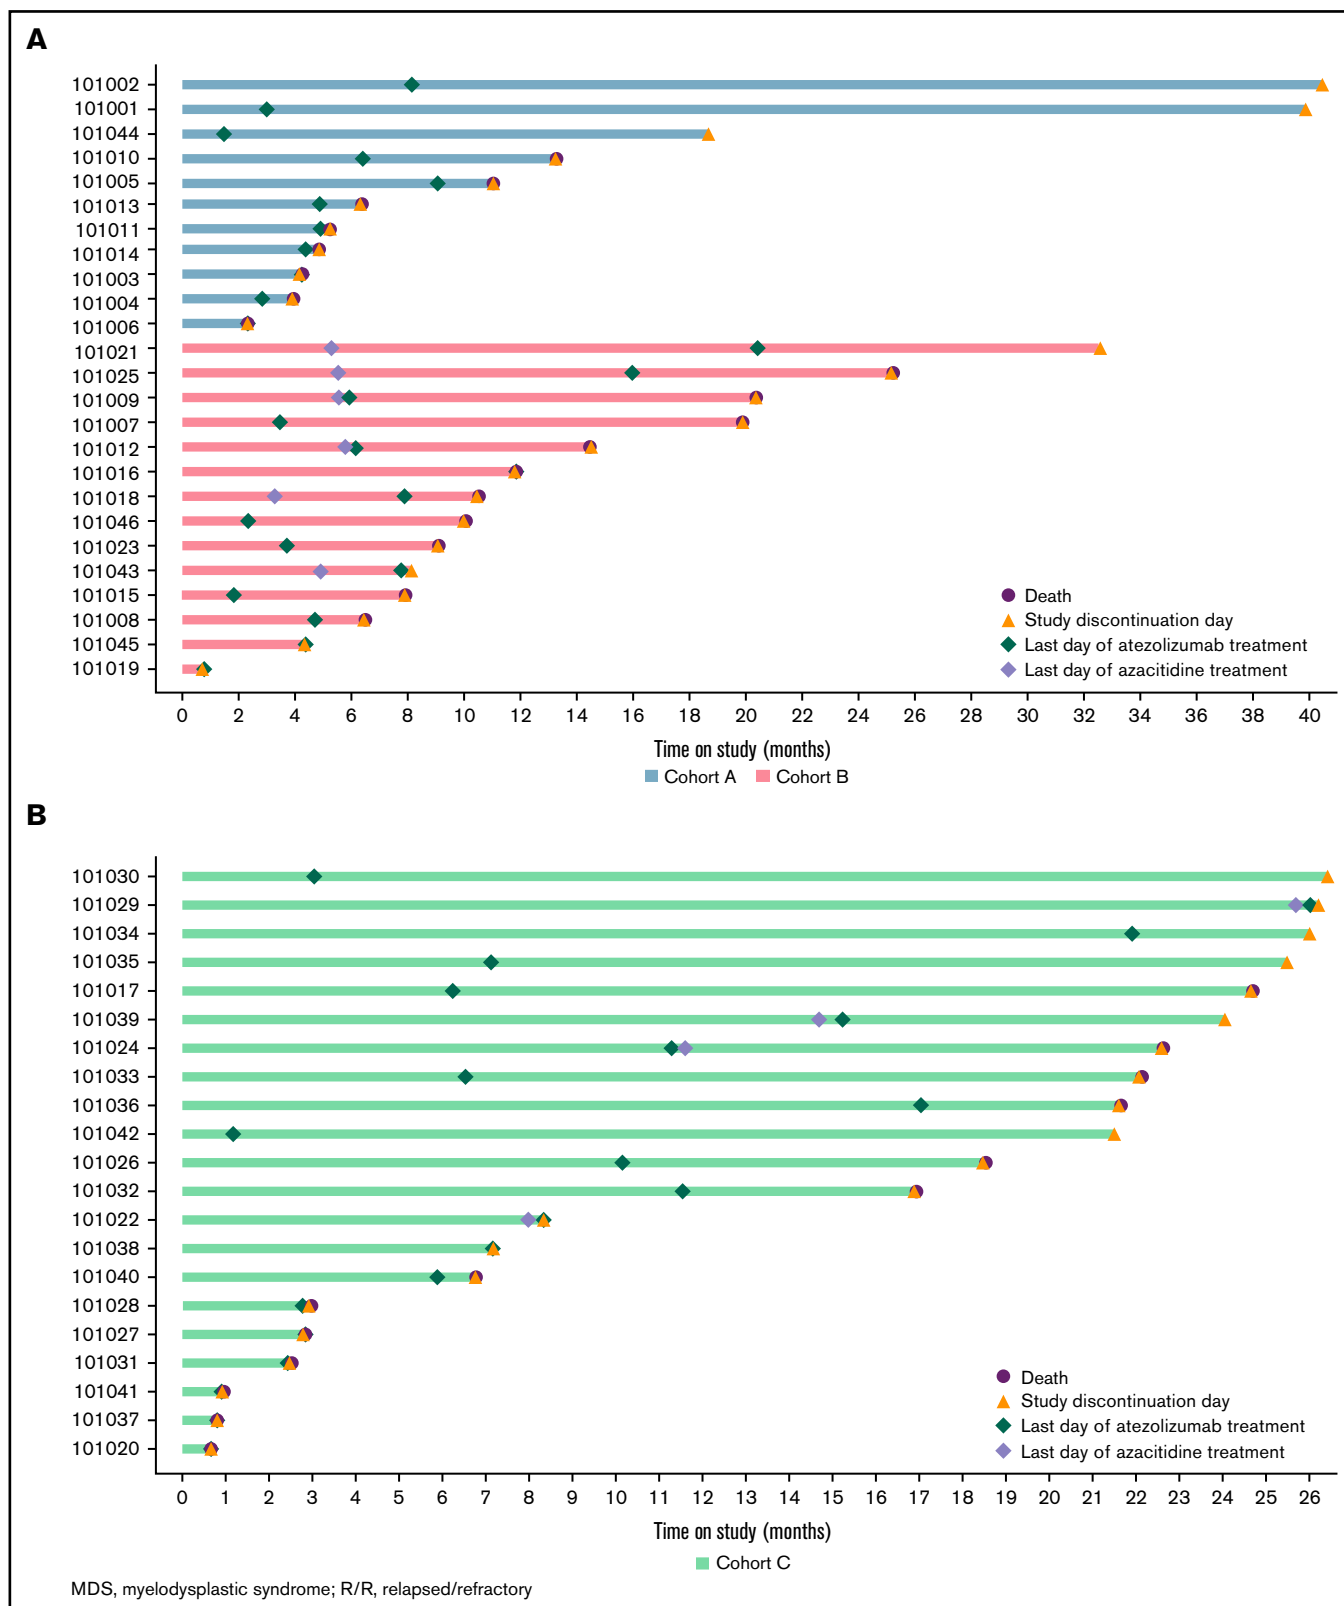 A
101002
101001
101044
101010
101005
101013
101011
101014
101003
101004
101006
101021
101025
101009
101007
101012
101016
101018
101046
101023
101043
101015
101008
101045
101019
Death
Study discontinuation day
Last day of atezolizumab treatment
Last day of azacitidine treatment
0 2 4 6 8 10 12 14 16 18 20 22 24 26 28 30 32 34 36 38 40
Time on study (months)
Cohort A Cohort B
B
101030
101029
101034
101035
101017
101039
101024
101033
101036
101042
101026
101032
101022
101038
101040
101028
101027
101031
101041
101037
101020
Death
Study discontinuation day
Last day of atezolizumab treatment
Last day of azacitidine treatment
0 1 2 3 4 5 6 7 8 9 10 11 12 13 14 15 16 17 18 19 20 21 22 23 24 25 26
Time on study (months)
Cohort C
MDS, myelodysplastic syndrome; R/R, relapsed/refractory